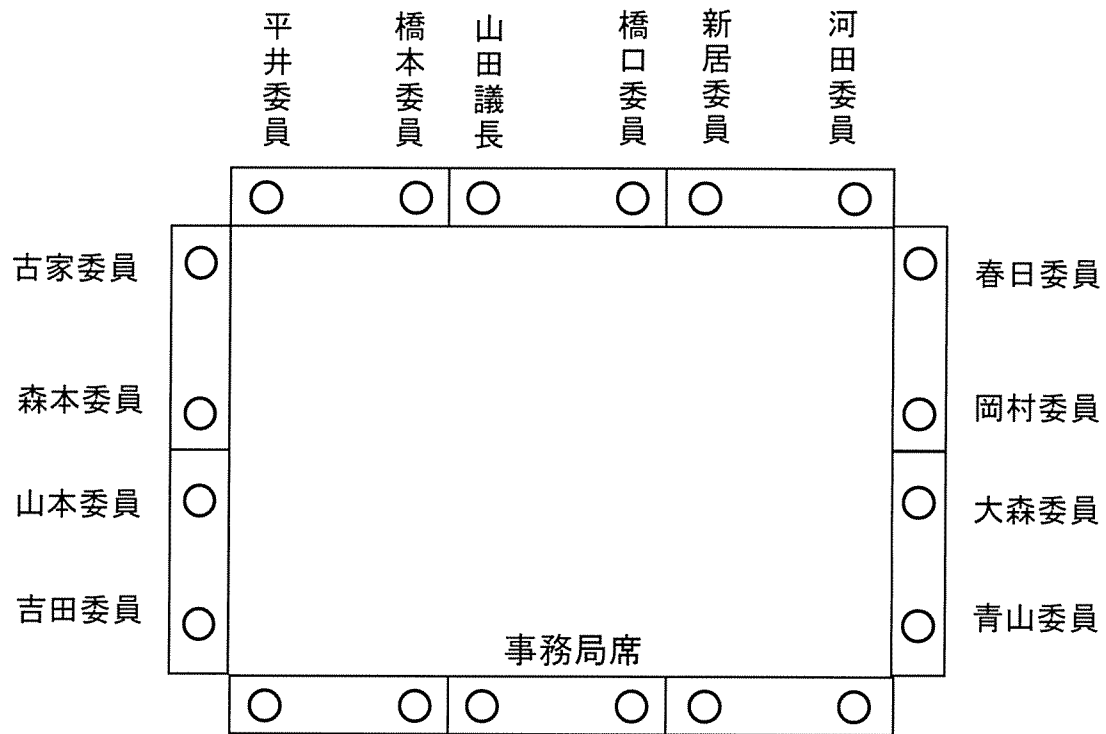 平井委員
橋本委員
山田議長
橋口委員
新居委員
河田委員
古家委員
春日委員
森本委員
岡村委員
山本委員
大森委員
吉田委員
青山委員
事務局席